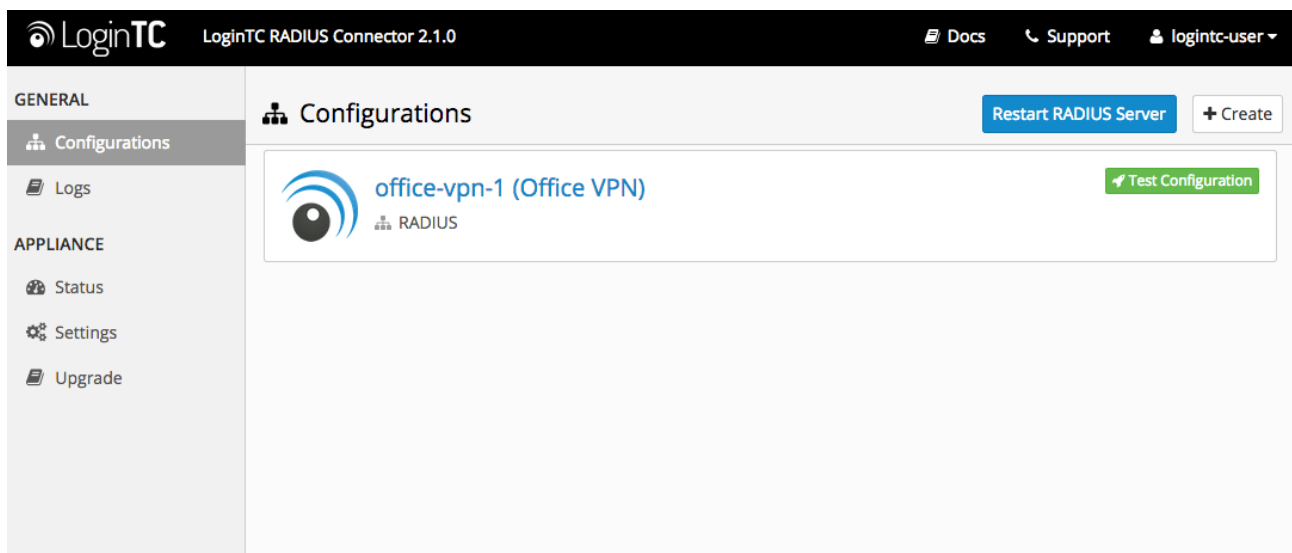 LoginTC LoginTC RADIUS Connector 2.1.0 Docs Support logintc-user
GENERAL
Configurations
Logs
APPLIANCE
Status
Settings
Upgrade
Configurations Restart RADIUS Server + Create
office-vpn-1 (Office VPN) Test Configuration
RADIUS